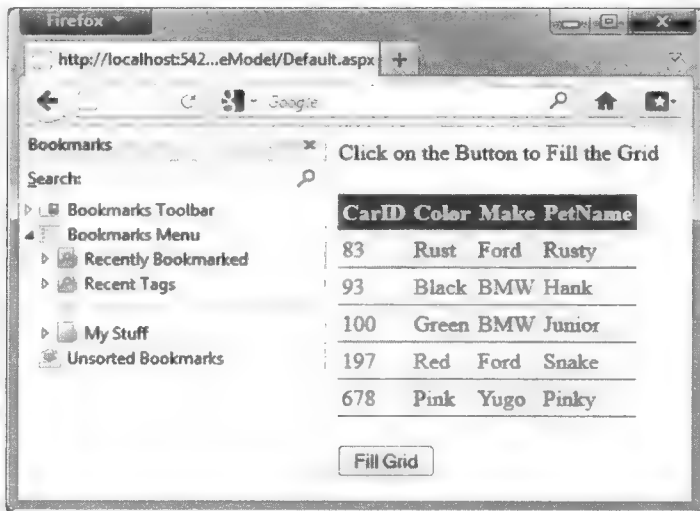 Firefox
http://localhost:542...eModel/Default.aspx
Google
Bookmarks
Search:
Bookmarks Toolbar
Bookmarks Menu
Recently Bookmarked
Recent Tags
My Stuff
Unsorted Bookmarks
Click on the Button to Fill the Grid
CarID Color Make PetName
83 Rust Ford Rusty
93 Black BMW Hank
100 Green BMW Junior
197 Red Ford Snake
678 Pink Yugo Pinky
Fill Grid